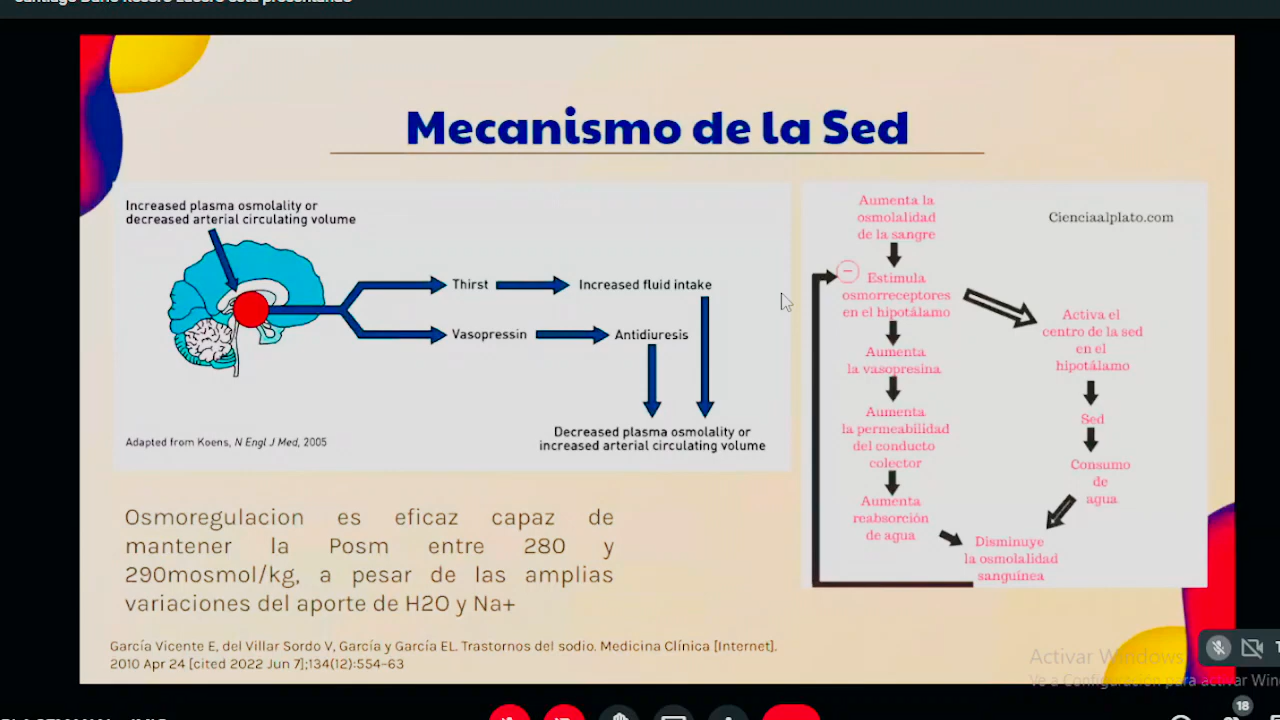 Mecanismo de la Sed
Increased plasma osmolality or
decreased arterial circulating volume
Thirst
Increased fluid intake
Vasopressin
Antidiuresis
Decreased plasma osmolality or
increased arterial circulating volume
Adapted from Koens, N Engl J Med, 2005
Cienciaalplato.com
Aumenta la
osmolalidad
de la sangre
Estimula
osmorreceptores
en el hipotálamo
Aumenta
la vasopresina
Aumenta
la permeabilidad
del conducto
colector
Aumenta
reabsorción
de agua
Activa el
centro de la sed
en el
hipotálamo
Sed
Consumo
de
agua
Disminuye
la osmolalidad
sanguínea
Osmoregulacion es eficaz capaz de
mantener la Posm entre 280 y
290mosmol/kg, a pesar de las amplias
variaciones del aporte de H2O y Na+
García Vicente E, del Villar Sordo V, García y García EL. Trastornos del sodio. Medicina Clínica [Internet].
2010 Apr 24 [cited 2022 Jun 7];134(12):554–63
Activar Windows
Ve a Configuración para activar Win
18